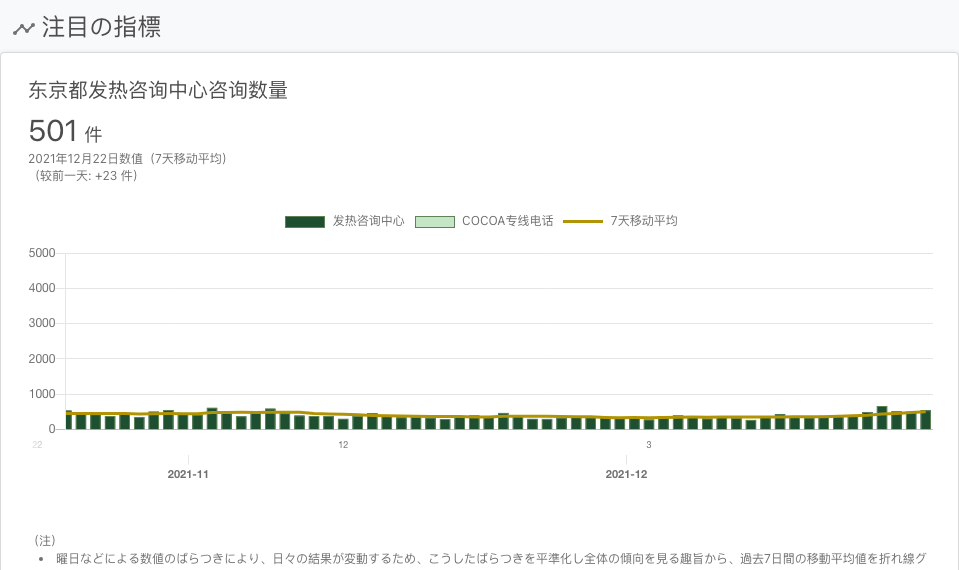 注目の指標
东京都发热咨询中心咨询数量
501 件
2021年12月22日数值（7天移动平均）
（较前一天: +23 件）
发热咨询中心 COCOA专线电话 7天移动平均
5000
4000
3000
2000
1000
0
22 12 3
2021-11 2021-12
（注）
• 曜日などによる数値のばらつきにより、日々の結果が変動するため、こうしたばらつきを平準化し全体の傾向を見る趣旨から、過去7日間の移動平均値を折れ線グ